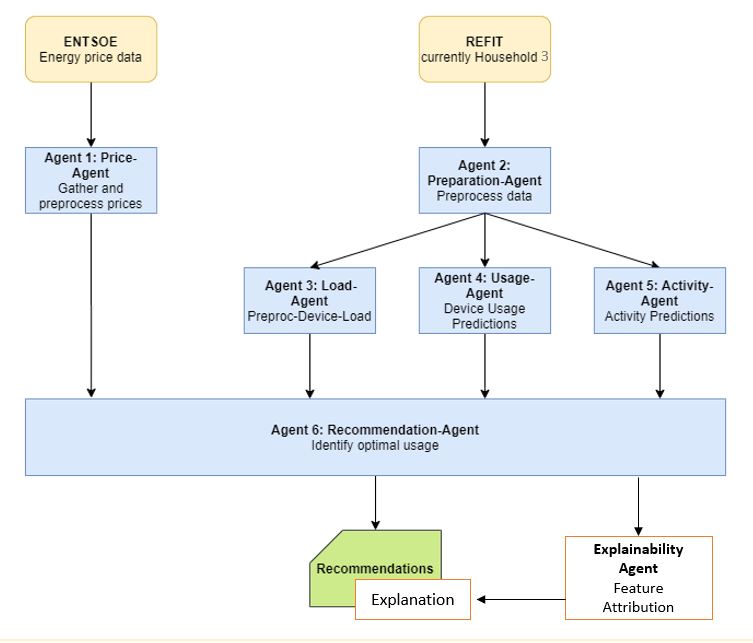 ENTSOE
Energy price data
REFIT
currently Household 3
Agent 1: Price-
Agent
Gather and
preprocess prices
Agent 2:
Preparation-Agent
Preprocess data
Agent 3: Load-
Agent
Preproc-Device-Load
Agent 4: Usage-
Agent
Device Usage
Predictions
Agent 5: Activity-
Agent
Activity Predictions
Agent 6: Recommendation-Agent
Identify optimal usage
Recommendations
Explanation
Explainability
Agent
Feature
Attribution